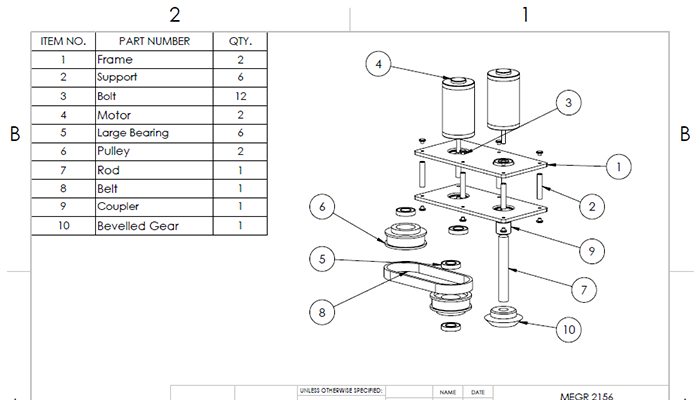 2 1
ITEM NO. PART NUMBER QTY.
1 Frame 2
2 Support 6
3 Bolt 12
4 Motor 2
5 Large Bearing 6
6 Pulley 2
7 Rod 1
8 Belt 1
9 Coupler 1
10 Bevelled Gear 1
B B
4
3
1
2
6
9
5
7
8
10
UNLESS OTHERWISE SPECIFIED: NAME DATE
MEGR 2156